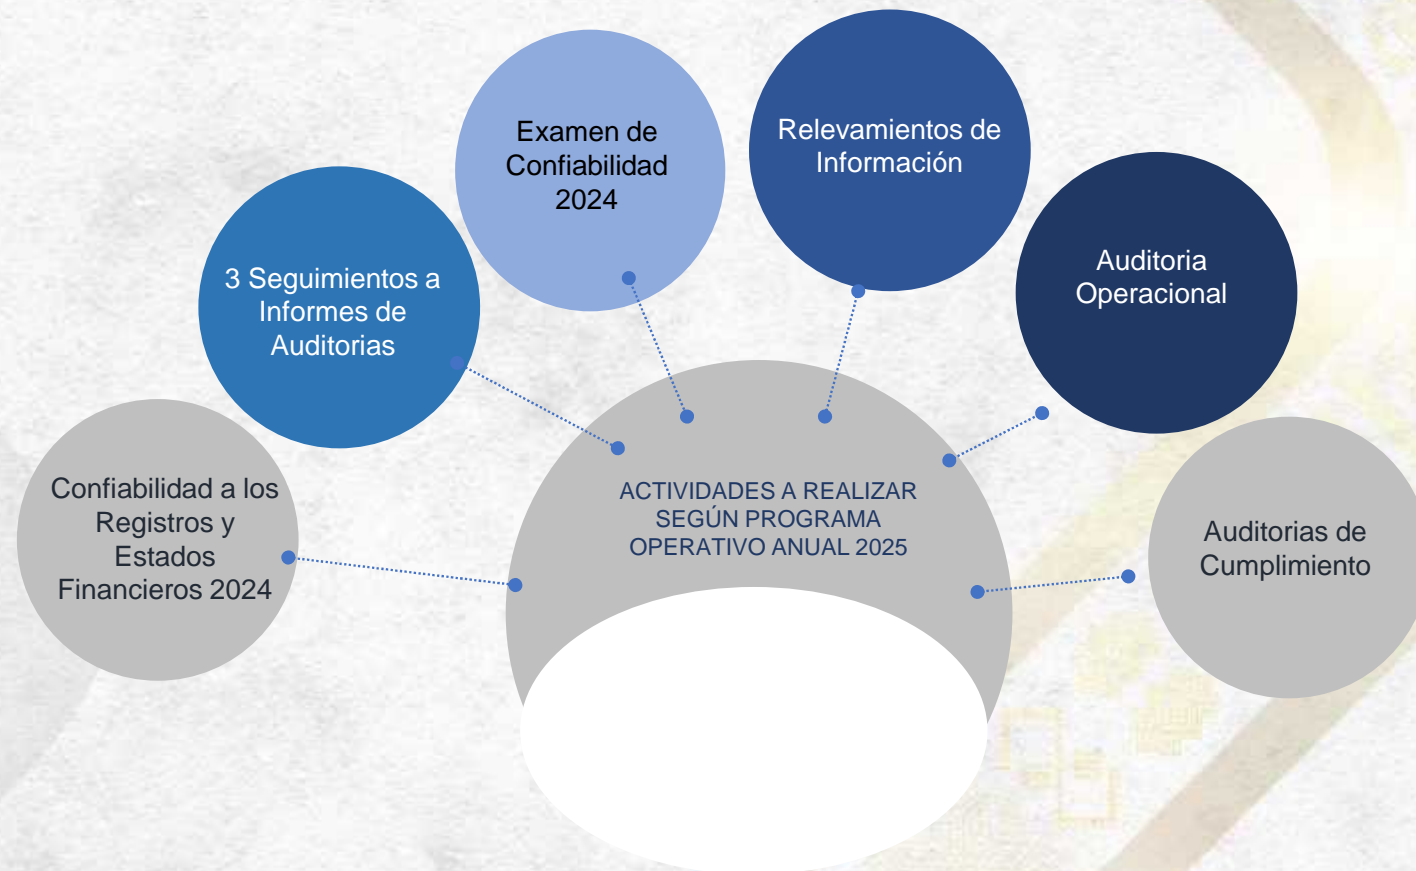 Examen de
Confiabilidad
2024
Relevamientos de
Información
3 Seguimientos a
Informes de
Auditorias
Auditoria
Operacional
Confiabilidad a los
Registros y
Estados
Financieros 2024
ACTIVIDADES A REALIZAR
SEGÚN PROGRAMA
OPERATIVO ANUAL 2025
Auditorias de
Cumplimiento